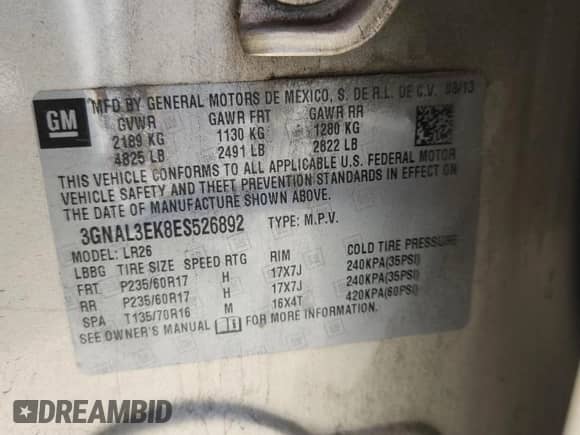 GM
MFD BY GENERAL MOTORS DE MEXICO, S. DE R.L. DE C.V. 08/13
GVWR GAWR FRT GAWR RR
2189 KG 1130 KG 1280 KG
4825 LB 2491 LB 2822 LB
THIS VEHICLE CONFORMS TO ALL APPLICABLE U.S. FEDERAL MOTOR
VEHICLE SAFETY AND THEFT PREVENTION STANDARDS IN EFFECT ON
THE DATE OF MANUFACTURE SHOWN ABOVE.
3GNAL3EK8ES526892 TYPE: M.P.V.
MODEL: LR26
LBBG TIRE SIZE SPEED RTG RIM COLD TIRE PRESSURE
FRT P235/60R17 H 17X7J 240KPA(35PSI)
RR P235/60R17 H 17X7J 240KPA(35PSI)
SPA T135/70R16 M 16X4T 420KPA(60PSI)
SEE OWNER'S MANUAL FOR MORE INFORMATION.
DREAMBID